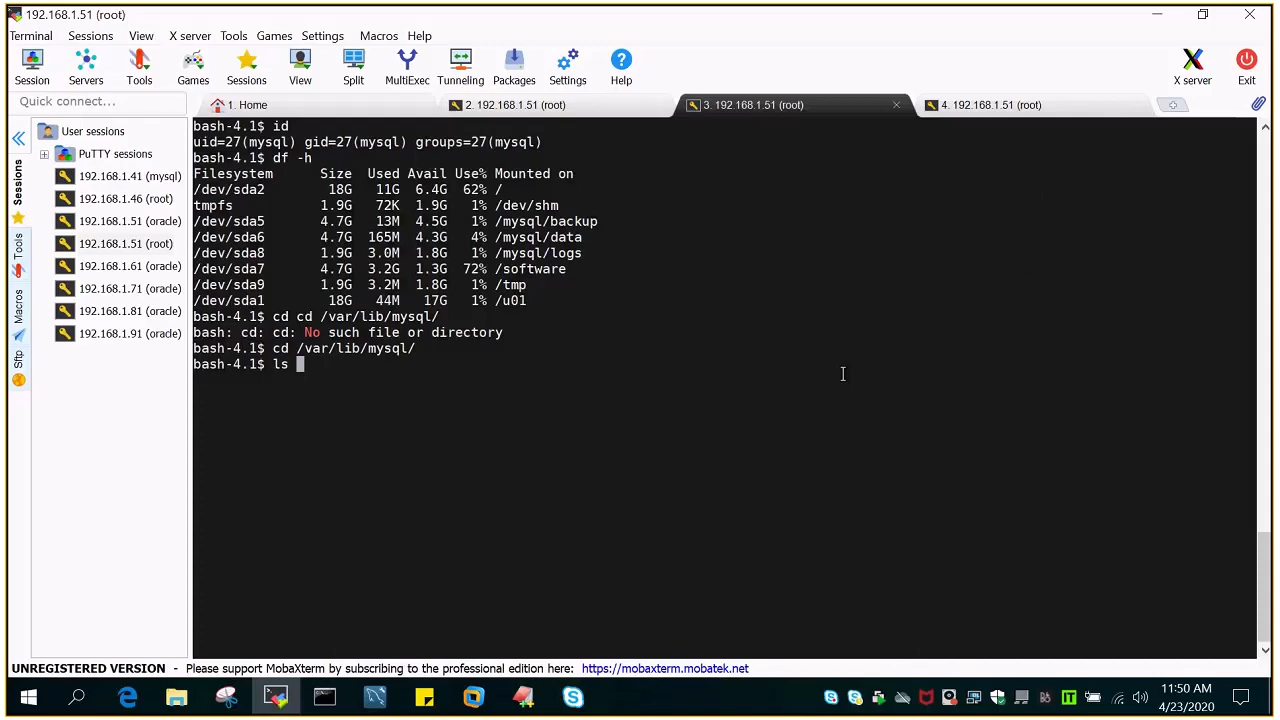 192.168.1.51 (root)
Terminal Sessions View X server Tools Games Settings Macros Help
Session Servers Tools Games Sessions View Split MultiExec Tunneling Packages Settings Help X server Exit
Quick connect...
1. Home
2. 192.168.1.51 (root)
3. 192.168.1.51 (root)
4. 192.168.1.51 (root)
Sessions
Tools
Macros
Sftp
User sessions
PuTTY sessions
192.168.1.41 (mysql)
192.168.1.46 (root)
192.168.1.51 (oracle)
192.168.1.51 (root)
192.168.1.61 (oracle)
192.168.1.71 (oracle)
192.168.1.81 (oracle)
192.168.1.91 (oracle)
bash-4.1$ id
uid=27(mysql) gid=27(mysql) groups=27(mysql)
bash-4.1$ df -h
Filesystem Size Used Avail Use% Mounted on
/dev/sda2 18G 11G 6.4G 62% /
tmpfs 1.9G 72K 1.9G 1% /dev/shm
/dev/sda5 4.7G 13M 4.5G 1% /mysql/backup
/dev/sda6 4.7G 165M 4.3G 4% /mysql/data
/dev/sda8 1.9G 3.0M 1.8G 1% /mysql/logs
/dev/sda7 4.7G 3.2G 1.3G 72% /software
/dev/sda9 1.9G 3.2M 1.8G 1% /tmp
/dev/sda1 18G 44M 17G 1% /u01
bash-4.1$ cd cd /var/lib/mysql/
bash: cd: cd: No such file or directory
bash-4.1$ cd /var/lib/mysql/
bash-4.1$ ls
UNREGISTERED VERSION - Please support MobaXterm by subscribing to the professional edition here: https://mobaxterm.mobatek.net
11:50 AM
4/23/2020